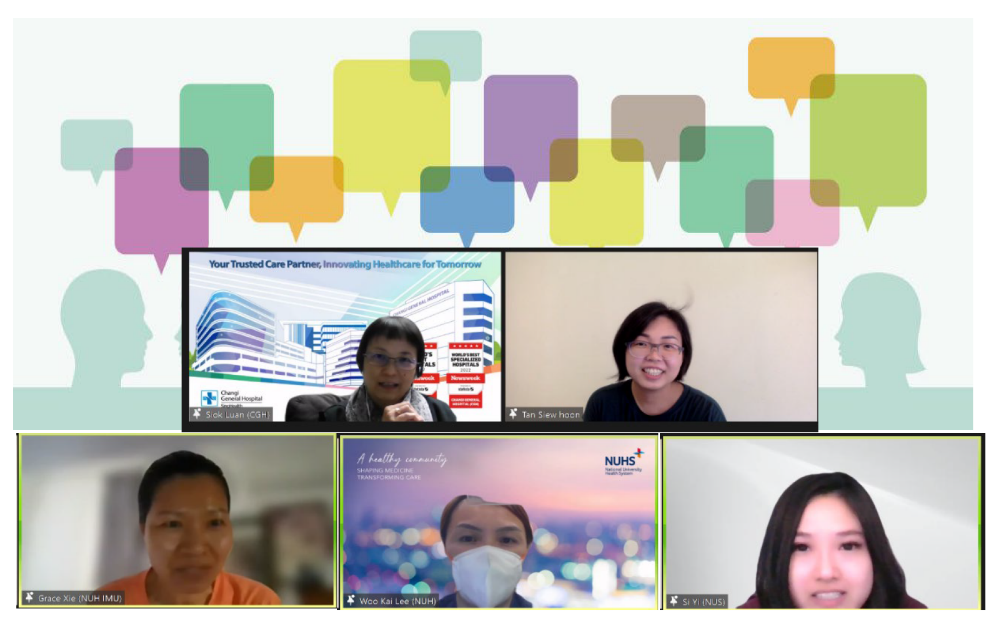 Your Trusted Care Partner, Innovating Healthcare for Tomorrow
WORLD'S BEST
SPECIALIZED
HOSPITALS
Newsweek
Changi
General Hospital
Siok Luan (CGH)
Tan Siew hoon
A healthy community
SHAPING MEDICINE
TRANSFORMING CARE
NUHS
National University
Health System
Grace Xie (NUH IMU)
Woo Kai Lee (NUH)
Si Yi (NUS)